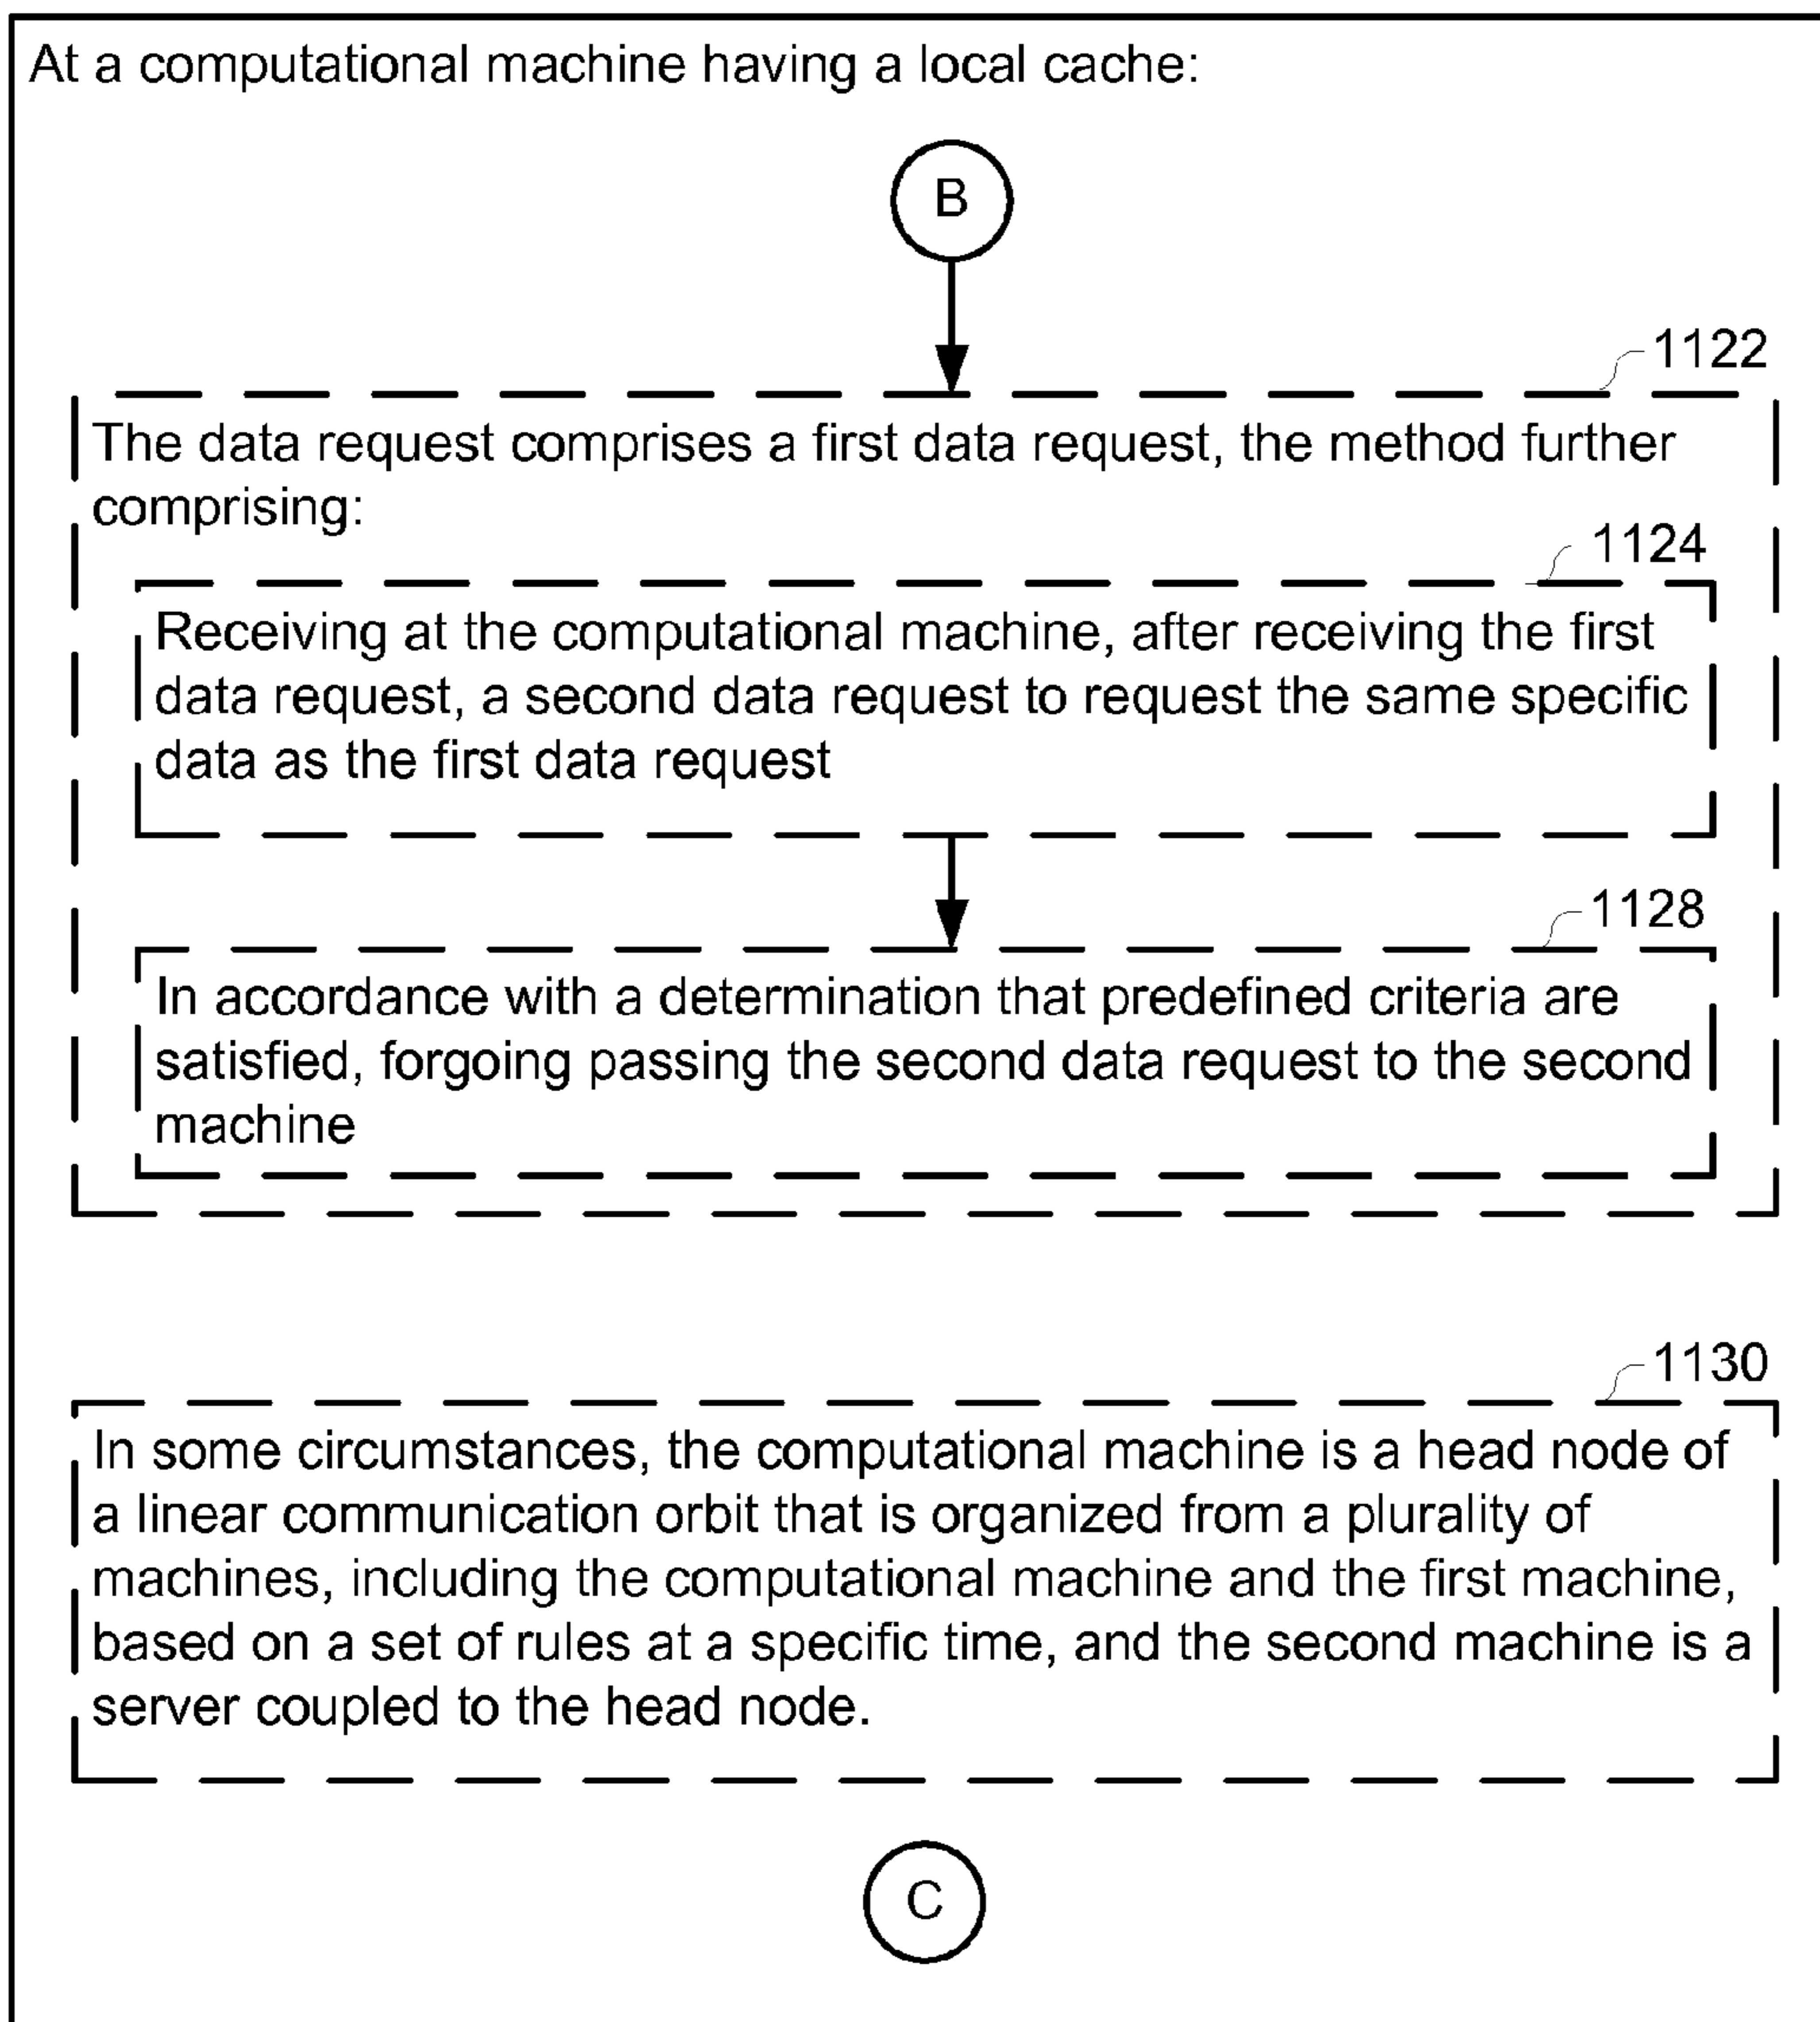 At a computational machine having a local cache:
B
1122
The data request comprises a first data request, the method further
comprising:
1124
Receiving at the computational machine, after receiving the first
data request, a second data request to request the same specific
data as the first data request
1128
In accordance with a determination that predefined criteria are
satisfied, forgoing passing the second data request to the second
machine
1130
In some circumstances, the computational machine is a head node of
a linear communication orbit that is organized from a plurality of
machines, including the computational machine and the first machine,
based on a set of rules at a specific time, and the second machine is a
server coupled to the head node.
C